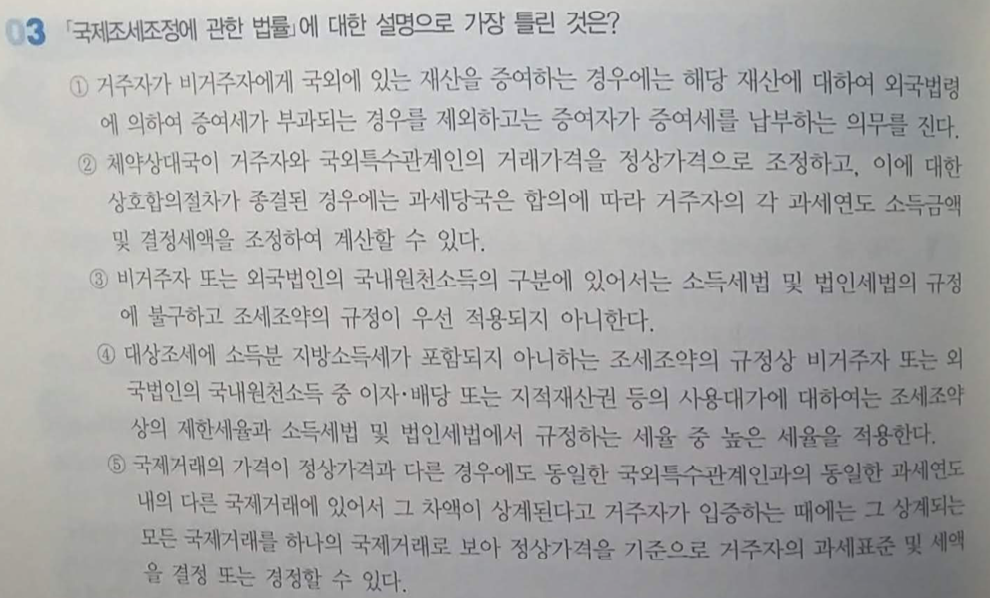 03 「국제조세조정에 관한 법률」에 대한 설명으로 가장 틀린 것은?
① 거주자가 비거주자에게 국외에 있는 재산을 증여하는 경우에는 해당 재산에 대하여 외국법령
에 의하여 증여세가 부과되는 경우를 제외하고는 증여자가 증여세를 납부하는 의무를 진다.
② 체약상대국이 거주자와 국외특수관계인의 거래가격을 정상가격으로 조정하고, 이에 대한
상호합의절차가 종결된 경우에는 과세당국은 합의에 따라 거주자의 각 과세연도 소득금액
및 결정세액을 조정하여 계산할 수 있다.
③ 비거주자 또는 외국법인의 국내원천소득의 구분에 있어서는 소득세법 및 법인세법의 규정
에 불구하고 조세조약의 규정이 우선 적용되지 아니한다.
④ 대상조세에 소득분 지방소득세가 포함되지 아니하는 조세조약의 규정상 비거주자 또는 외
국법인의 국내원천소득 중 이자·배당 또는 지적재산권 등의 사용대가에 대하여는 조세조약
상의 제한세율과 소득세법 및 법인세법에서 규정하는 세율 중 높은 세율을 적용한다.
⑤ 국제거래의 가격이 정상가격과 다른 경우에도 동일한 국외특수관계인과의 동일한 과세연도
내의 다른 국제거래에 있어서 그 차액이 상계된다고 거주자가 입증하는 때에는 그 상계되는
모든 국제거래를 하나의 국제거래로 보아 정상가격을 기준으로 거주자의 과세표준 및 세액
을 결정 또는 경정할 수 있다.